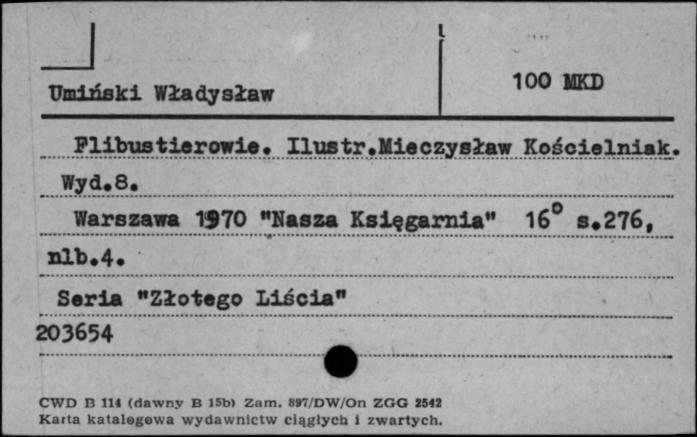 Umiński Władysław
100 MKD
Flibustierowie. Ilustr.Mieczysław Kościelniak.
Wyd.8.
Warszawa 1970 "Nasza Księgarnia" 16° s.276,
nlb.4.
Seria "Złotego Liścia"
203654
CWD B 114 (dawny B 15b) Zam. 897/DW/On ZGG 2542
Karta katalogowa wydawnictw ciągłych i zwartych.